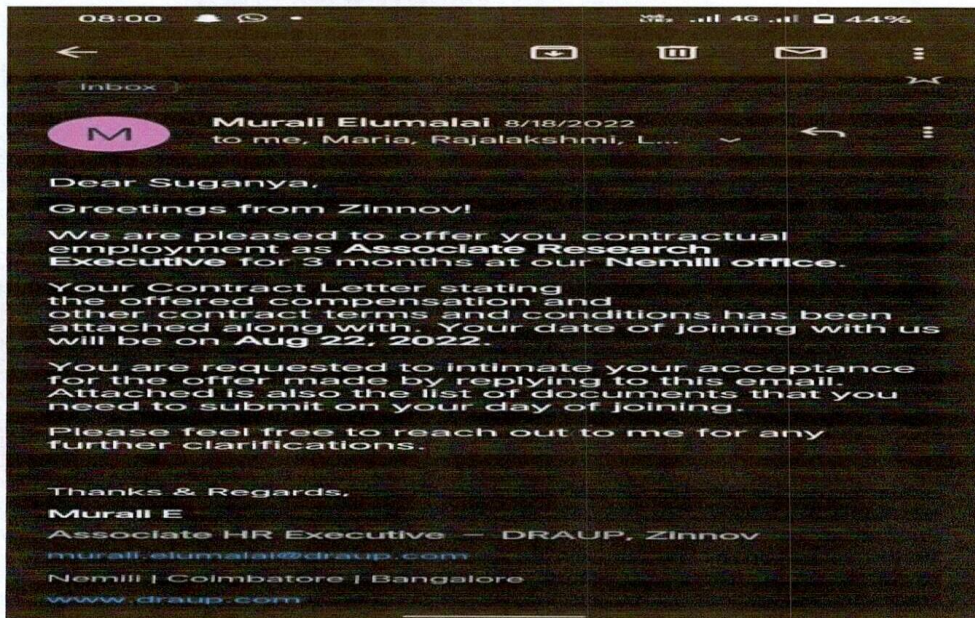 08:00
4G 44%
Inbox
M
Murali Elumalai 8/18/2022
to me, Maria, Rajalakshmi, L...
Dear Suganya,
Greetings from Zinnov!
We are pleased to offer you contractual
employment as Associate Research
Executive for 3 months at our Nemili office.
Your Contract Letter stating
the offered compensation and
other contract terms and conditions has been
attached along with. Your date of joining with us
will be on Aug 22, 2022.
You are requested to intimate your acceptance
for the offer made by replying to this email.
Attached is also the list of documents that you
need to submit on your day of joining.
Please feel free to reach out to me for any
further clarifications.
Thanks & Regards,
Murali E
Associate HR Executive – DRAUP, Zinnov
murali.elumalai@draup.com
Nemili | Coimbatore | Bangalore
www.draup.com